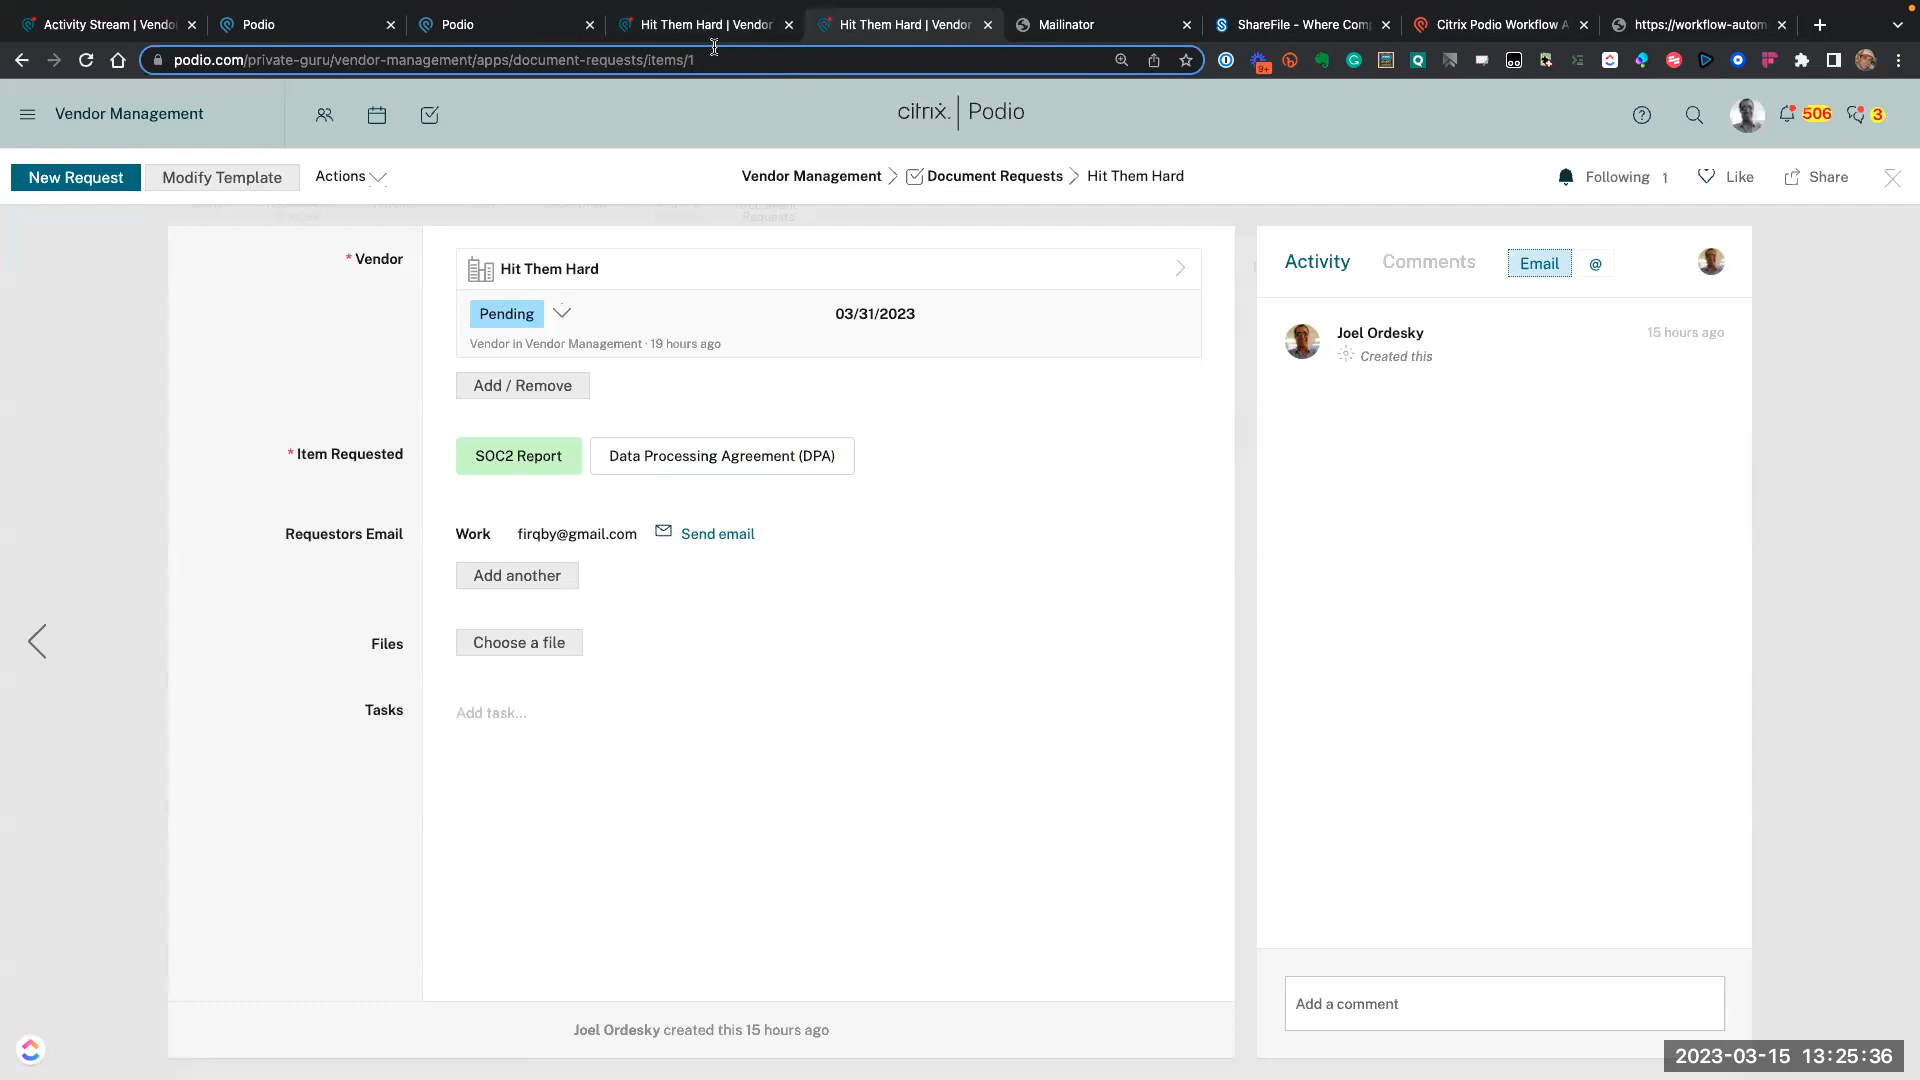 Activity Stream | Vendo
Podio
Podio
Hit Them Hard | Vendor
Hit Them Hard | Vendor
Mailinator
ShareFile - Where Com
Citrix Podio Workflow A
https://workflow-autom
podio.com/private-guru/vendor-management/apps/document-requests/items/1
9+
Vendor Management
citrix. | Podio
506
3
New Request
Modify Template
Actions
Vendor Management
Document Requests
Hit Them Hard
Following 1
Like
Share
Requests
* Vendor
Hit Them Hard
Pending
03/31/2023
Vendor in Vendor Management · 19 hours ago
Add / Remove
* Item Requested
SOC2 Report
Data Processing Agreement (DPA)
Requestors Email
Work
firqby@gmail.com
Send email
Add another
Files
Choose a file
Tasks
Add task...
Joel Ordesky created this 15 hours ago
Activity
Comments
Email
@
Joel Ordesky
15 hours ago
Created this
Add a comment
2023-03-15 13:25:36